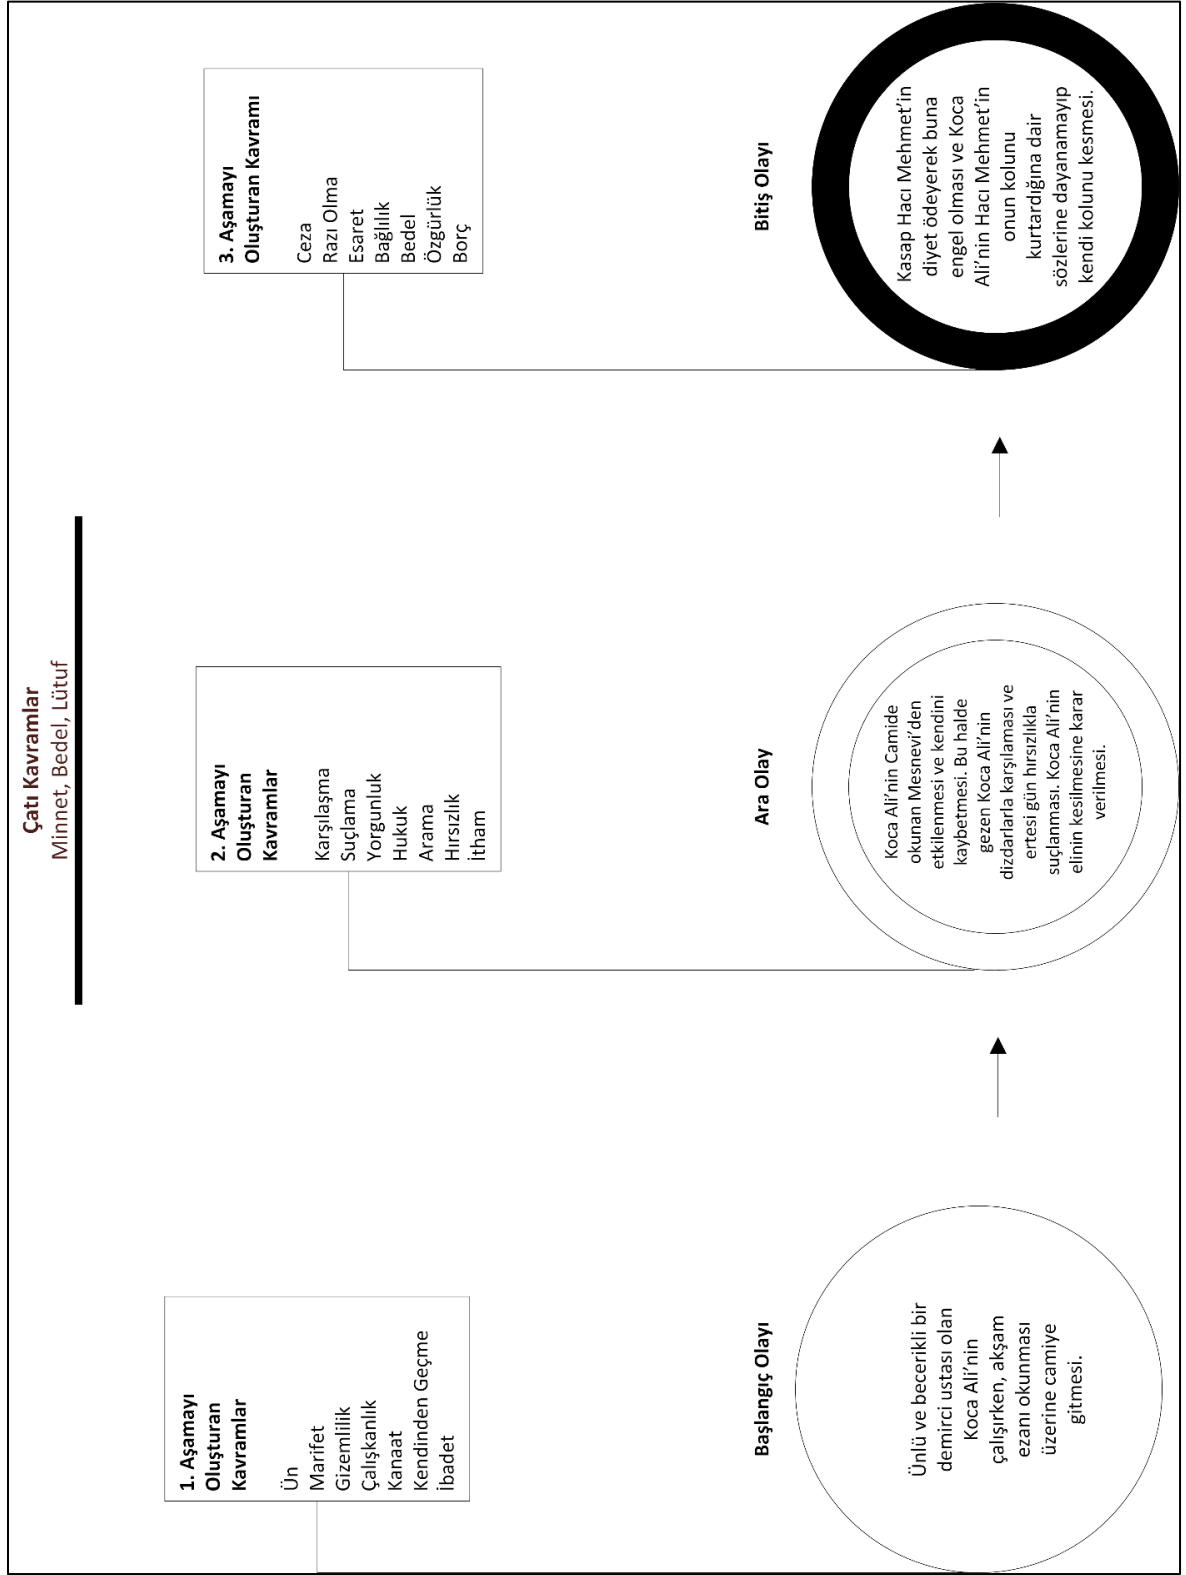 Çatı Kavramlar
Minnet, Bedel, Lütuf
1. Aşamayı
Oluşturan
Kavramlar
Ün
Marifet
Gizemlilik
Çalışkanlık
Kanaat
Kendinden Geçme
İbadet
2. Aşamayı
Oluşturan
Kavramlar
Karşılaşma
Suçlama
Yorgunluk
Hukuk
Arama
Hırsızlık
İtham
3. Aşamayı
Oluşturan Kavramı
Ceza
Razı Olma
Esaret
Bağlılık
Bedel
Özgürlük
Borç
Başlangıç Olayı
Ünlü ve becerikli bir
demirci ustası olan
Koca Ali’nin
çalışırken, akşam
ezanı okunması
üzerine camiye
gitmesi.
Ara Olay
Koca Ali’nin Camide
okunan Mesnevi’den
etkilenmesi ve kendini
kaybetmesi. Bu halde
gezen Koca Ali’nin
dizdarlarla karşılaması ve
ertesi gün hırsızlıkla
suçlanması. Koca Ali’nin
elinin kesilmesine karar
verilmesi.
Bitiş Olayı
Kasap Hacı Mehmet’in
diyet ödeyerek buna
engel olması ve Koca
Ali’nin Hacı Mehmet’in
onun kolunu
kurtardığına dair
sözlerine dayanamayıp
kendi kolunu kesmesi.